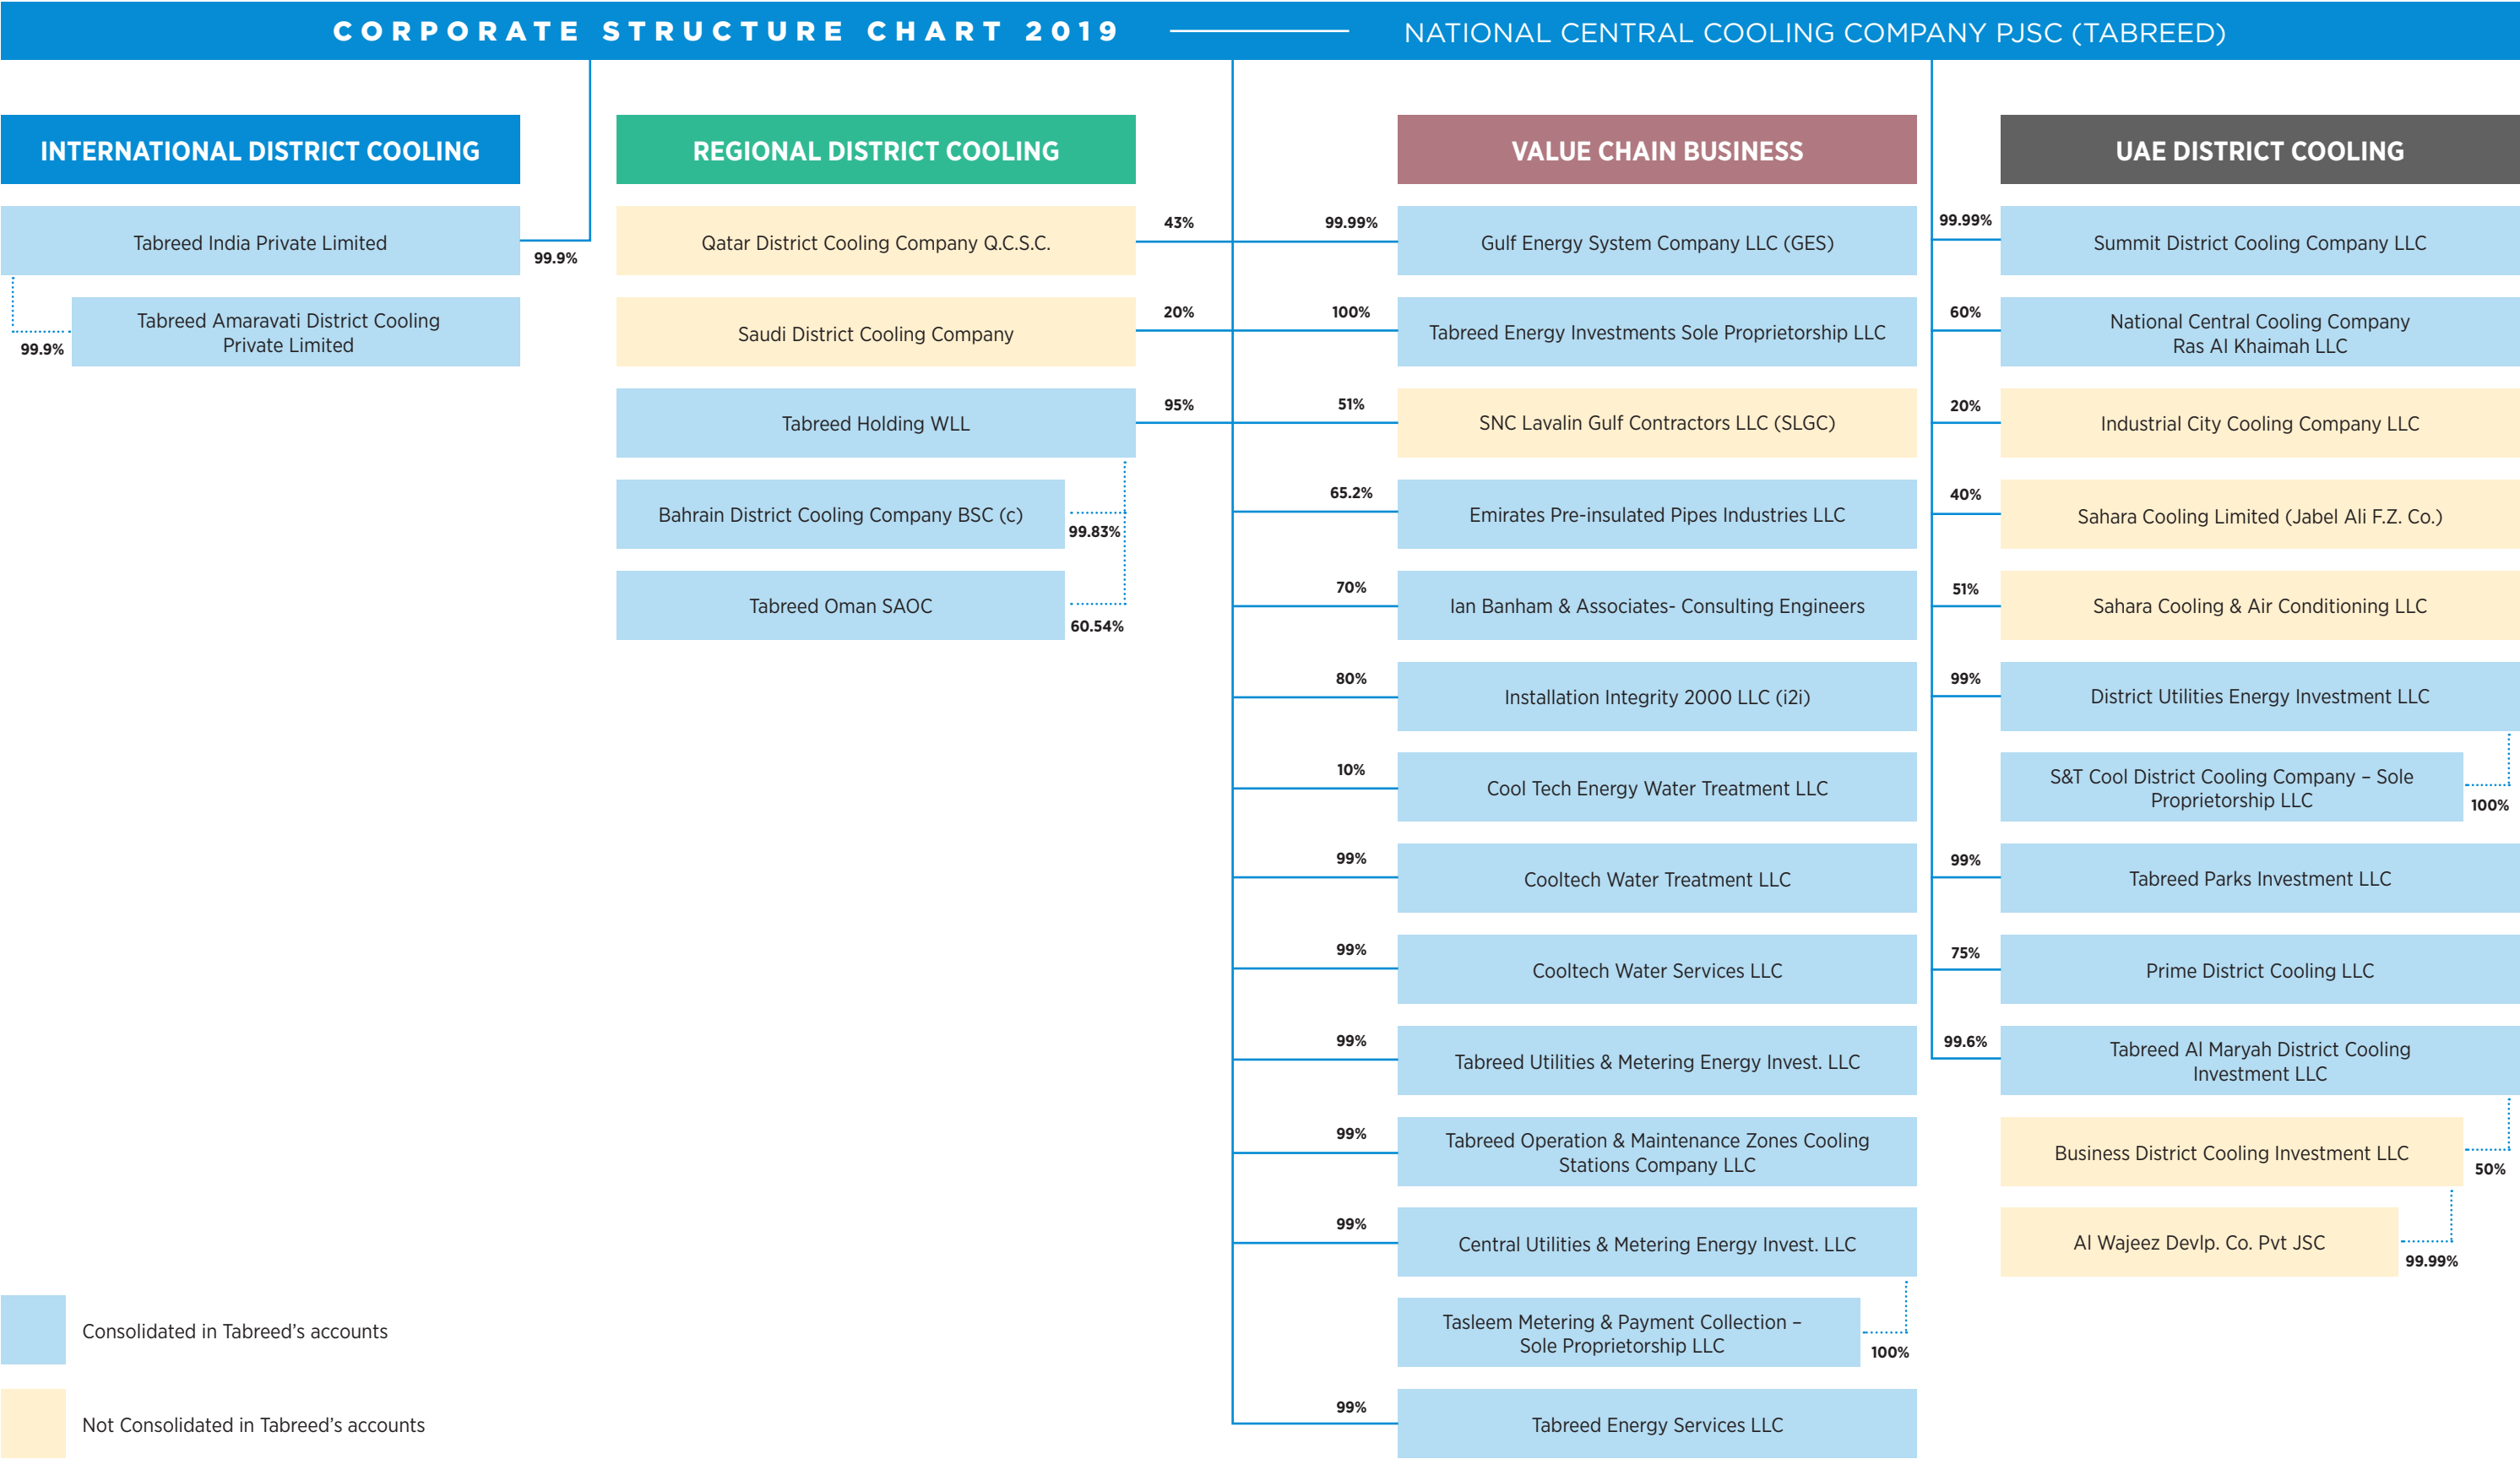 CORPORATE STRUCTURE CHART 2019
NATIONAL CENTRAL COOLING COMPANY PJSC (TABREED)
INTERNATIONAL DISTRICT COOLING
Tabreed India Private Limited
99.9%
Tabreed Amaravati District Cooling
Private Limited
99.9%
REGIONAL DISTRICT COOLING
Qatar District Cooling Company Q.C.S.C.
43%
Saudi District Cooling Company
20%
Tabreed Holding WLL
95%
Bahrain District Cooling Company BSC (c)
99.83%
Tabreed Oman SAOC
60.54%
VALUE CHAIN BUSINESS
99.99%
Gulf Energy System Company LLC (GES)
100%
Tabreed Energy Investments Sole Proprietorship LLC
51%
SNC Lavalin Gulf Contractors LLC (SLGC)
65.2%
Emirates Pre-insulated Pipes Industries LLC
70%
Ian Banham & Associates- Consulting Engineers
80%
Installation Integrity 2000 LLC (i2i)
10%
Cool Tech Energy Water Treatment LLC
99%
Cooltech Water Treatment LLC
99%
Cooltech Water Services LLC
99%
Tabreed Utilities & Metering Energy Invest. LLC
99%
Tabreed Operation & Maintenance Zones Cooling
Stations Company LLC
99%
Central Utilities & Metering Energy Invest. LLC
Tasleem Metering & Payment Collection –
Sole Proprietorship LLC
100%
99%
Tabreed Energy Services LLC
UAE DISTRICT COOLING
99.99%
Summit District Cooling Company LLC
60%
National Central Cooling Company
Ras Al Khaimah LLC
20%
Industrial City Cooling Company LLC
40%
Sahara Cooling Limited (Jabel Ali F.Z. Co.)
51%
Sahara Cooling & Air Conditioning LLC
99%
District Utilities Energy Investment LLC
S&T Cool District Cooling Company – Sole
Proprietorship LLC
100%
99%
Tabreed Parks Investment LLC
75%
Prime District Cooling LLC
99.6%
Tabreed Al Maryah District Cooling
Investment LLC
Business District Cooling Investment LLC
50%
Al Wajeez Devlp. Co. Pvt JSC
99.99%
Consolidated in Tabreed’s accounts
Not Consolidated in Tabreed’s accounts